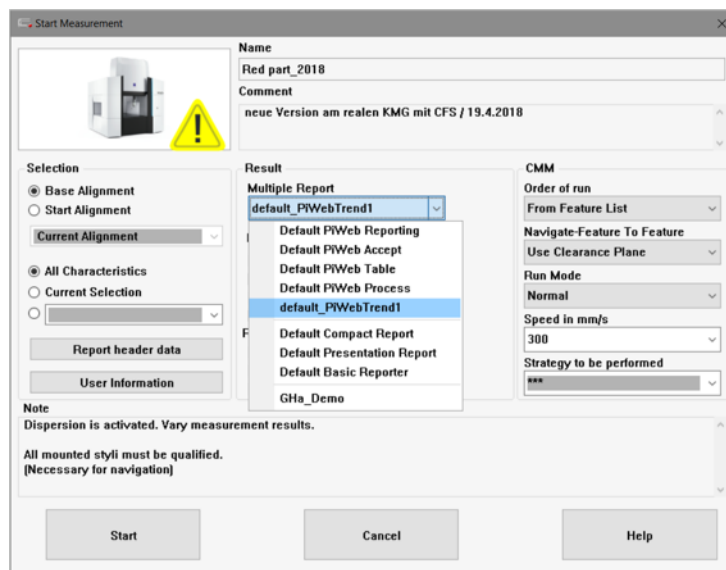 Start Measurement
Name
Red part_2018
Comment
neue Version am realen KMG mit CFS / 19.4.2018
Selection
Base Alignment
Start Alignment
Current Alignment
All Characteristics
Current Selection
Report header data
User Information
Result
Multiple Report
default_PiWebTrend1
Default PiWeb Reporting
Default PiWeb Accept
Default PiWeb Table
Default PiWeb Process
default_PiWebTrend1
Default Compact Report
Default Presentation Report
Default Basic Reporter
GHa_Demo
CMM
Order of run
From Feature List
Navigate-Feature To Feature
Use Clearance Plane
Run Mode
Normal
Speed in mm/s
300
Strategy to be performed
***
Note
Dispersion is activated. Vary measurement results.
All mounted styli must be qualified.
(Necessary for navigation)
Start
Cancel
Help